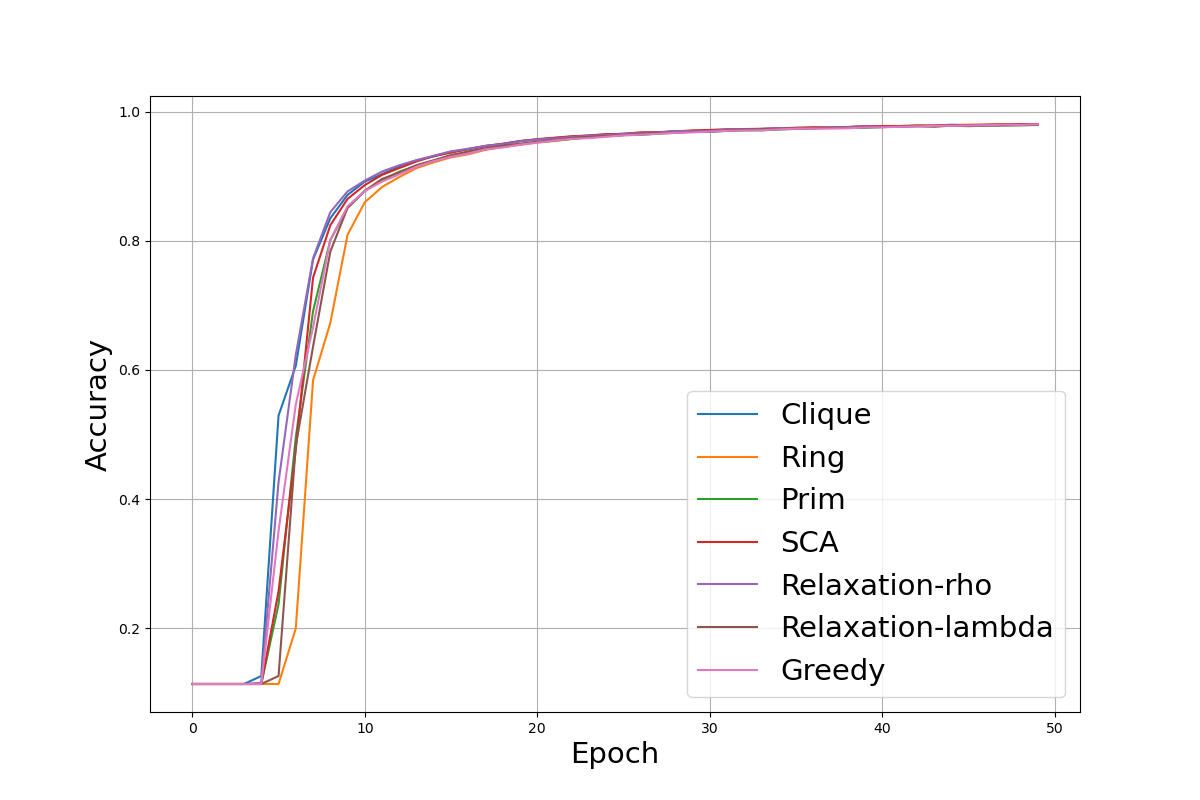 1.0
0.8
0.6
0.4
0.2
Accuracy
0 10 20 30 40 50
Epoch
Clique
Ring
Prim
SCA
Relaxation-rho
Relaxation-lambda
Greedy